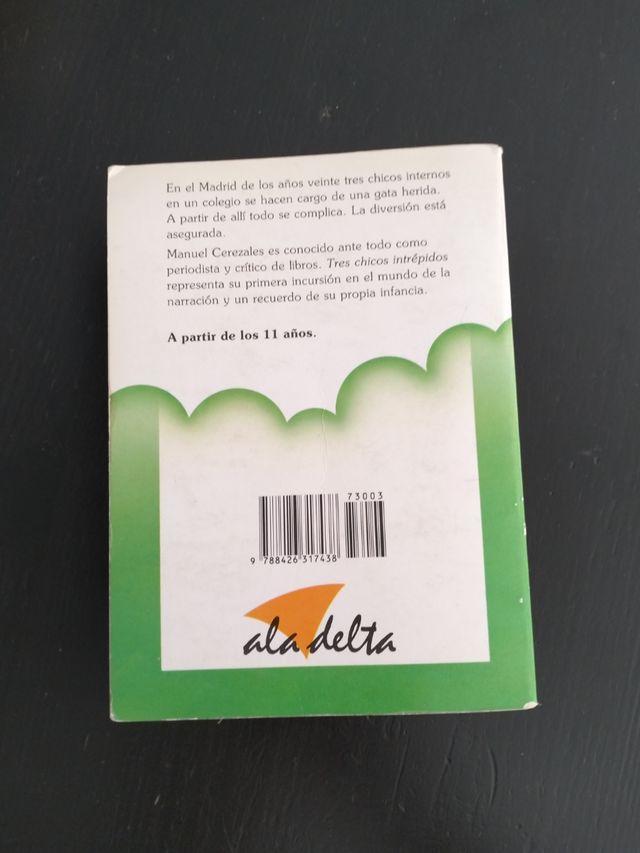 En el Madrid de los años veinte tres chicos internos
en un colegio se hacen cargo de una gata herida.
A partir de allí todo se complica. La diversión está
asegurada.
Manuel Cerezales es conocido ante todo como
periodista y crítico de libros. Tres chicos intrépidos
representa su primera incursión en el mundo de la
narración y un recuerdo de su propia infancia.
A partir de los 11 años.
73003
9 788426 317438
ala delta